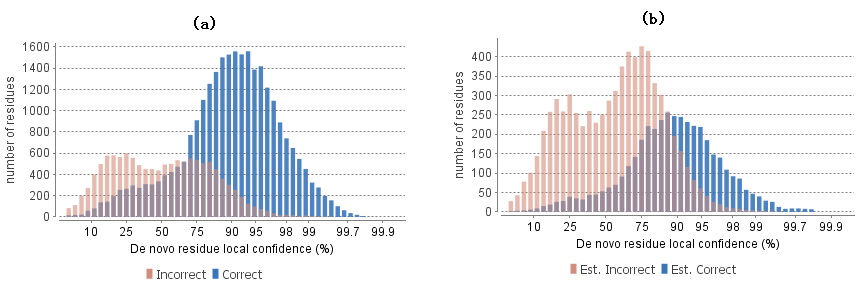 (a)
number of residues
1600
1400
1200
1000
800
600
400
200
0
10 25 50 75 90 95 98 99 99.7 99.9
De novo residue local confidence (%)
Incorrect Correct
(b)
number of residues
400
350
300
250
200
150
100
50
0
10 25 50 75 90 95 98 99 99.7 99.9
De novo residue local confidence (%)
Est. Incorrect Est. Correct